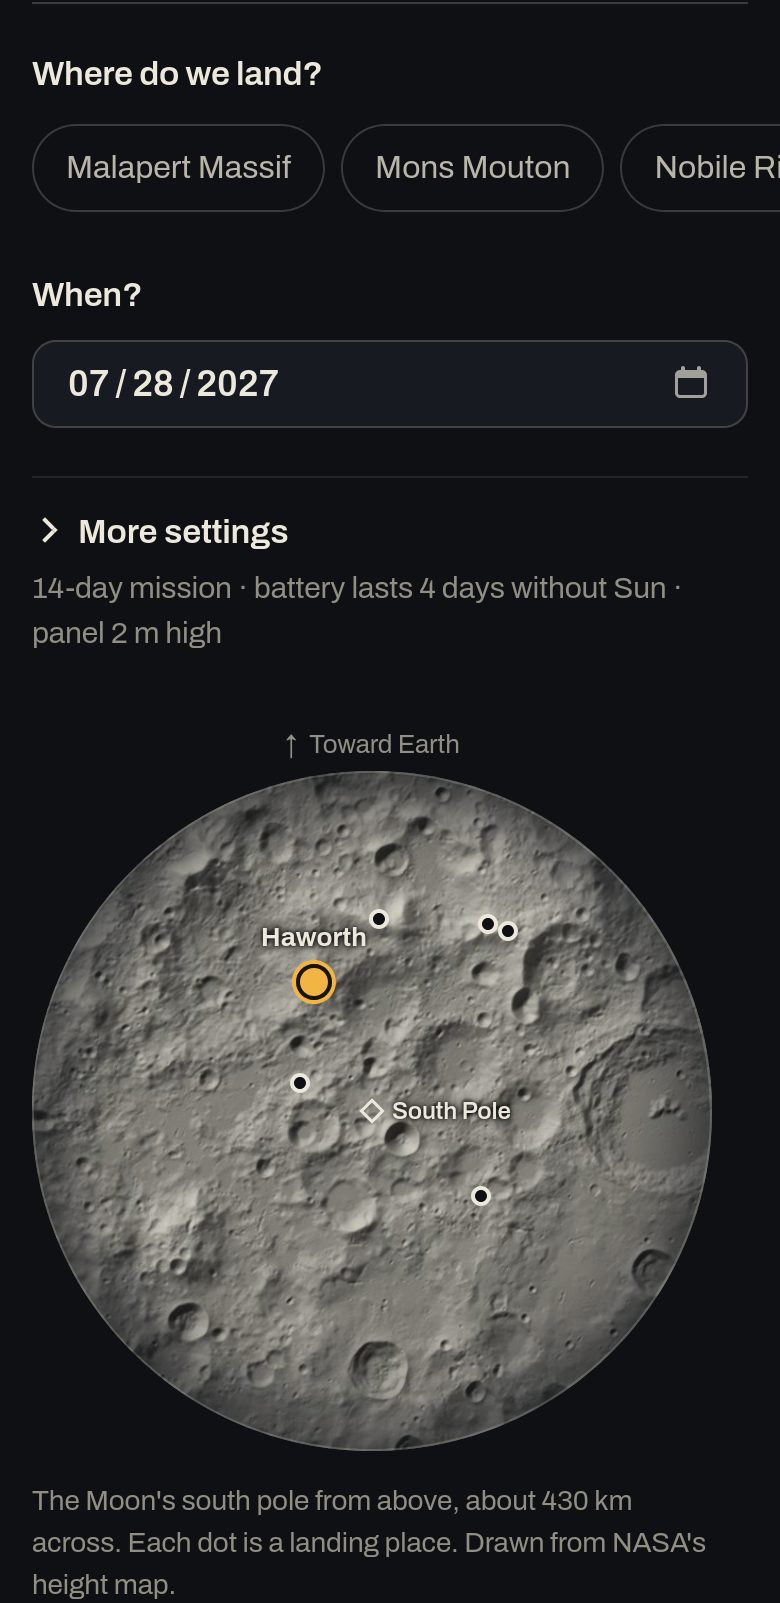 Where do we land?
Malapert Massif
Mons Mouton
Nobile Ri
When?
07/28/2027
More settings
14-day mission · battery lasts 4 days without Sun ·
panel 2 m high
↑ Toward Earth
Haworth
South Pole
The Moon's south pole from above, about 430 km
across. Each dot is a landing place. Drawn from NASA's
height map.